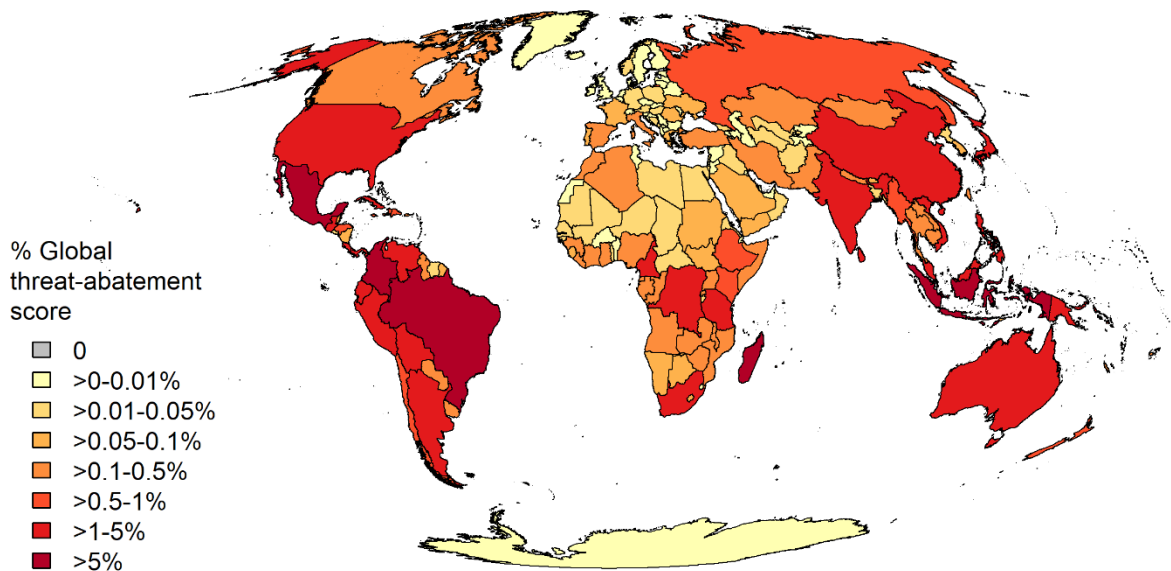 % Global
threat-abatement
score
0
>0-0.01%
>0.01-0.05%
>0.05-0.1%
>0.1-0.5%
>0.5-1%
>1-5%
>5%